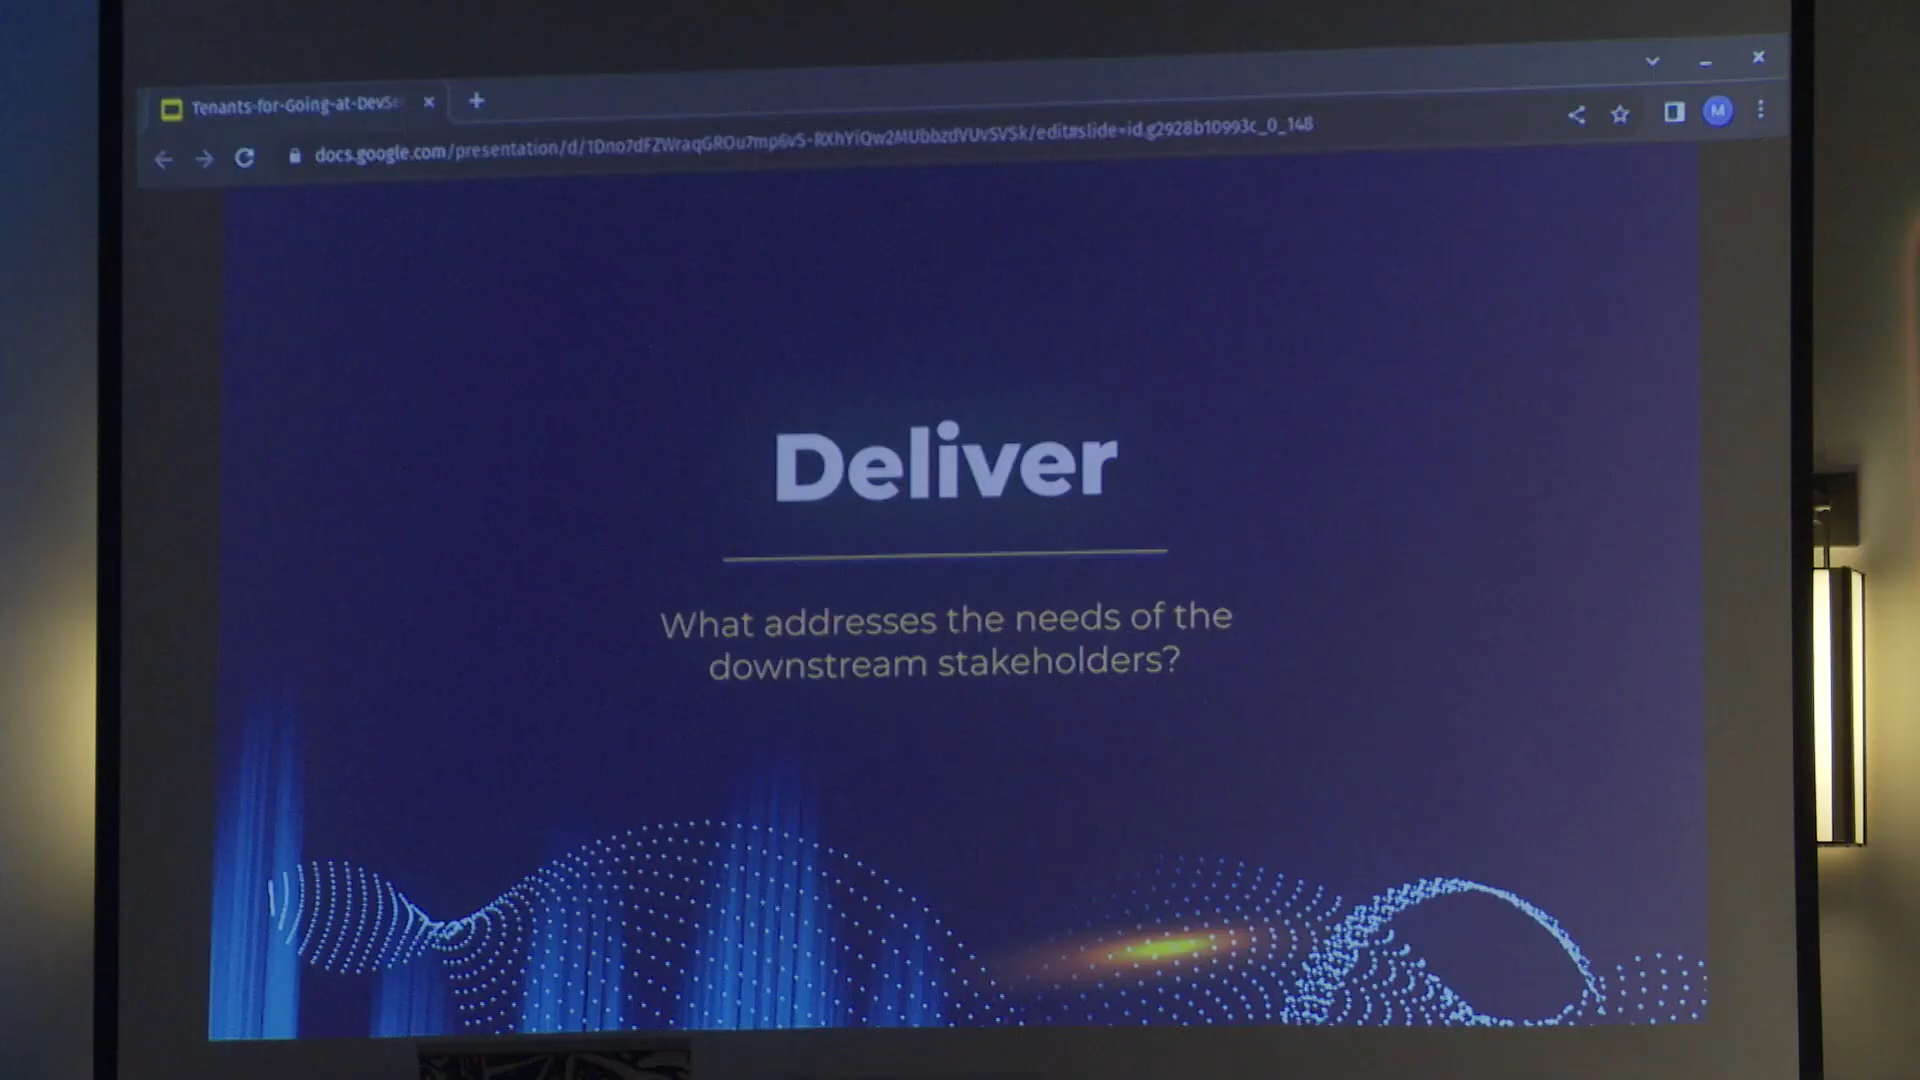 Tenants-for-Going-at-DevSe
docs.google.com/presentation/d/1Dno7dFZWraqGROu7mp6vS-RXhYiQw2MUbbzdVUvSVSk/edit#slide=id.g2928b10993c_0_148
M
Deliver
What addresses the needs of the
downstream stakeholders?